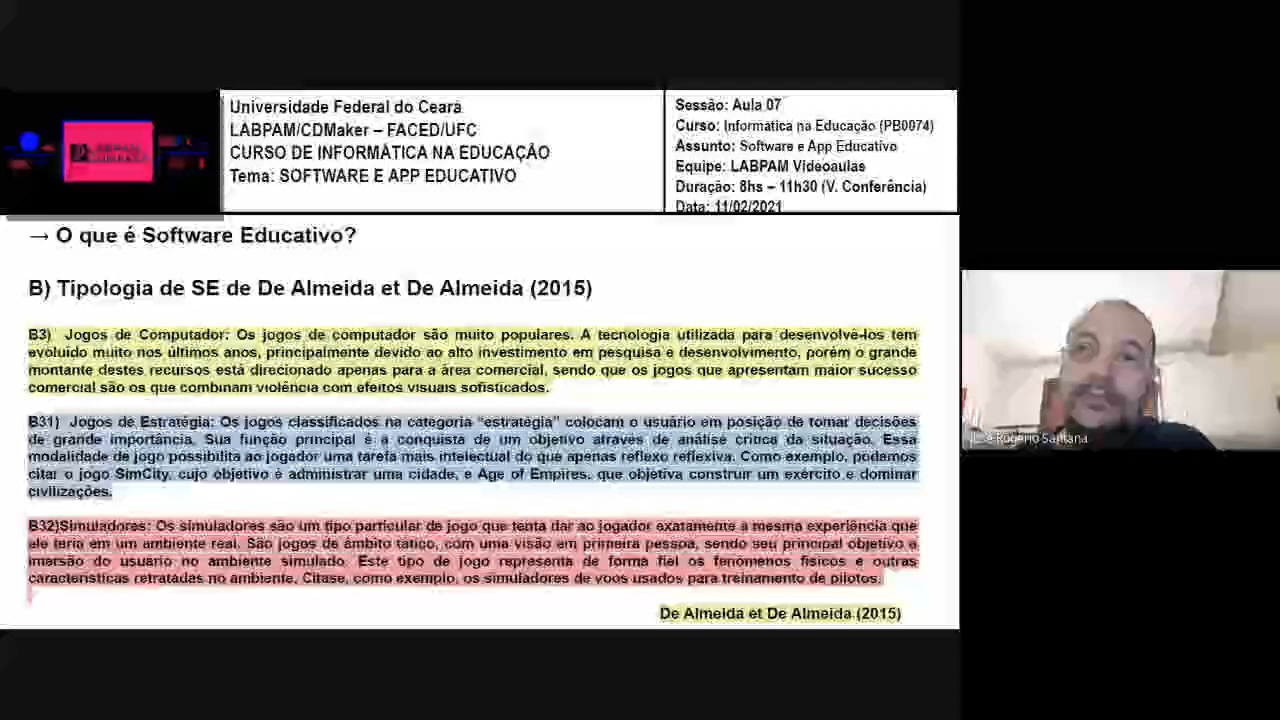 Universidade Federal do Ceará
LABPAM/CDMaker – FACED/UFC
CURSO DE INFORMÁTICA NA EDUCAÇÃO
Tema: SOFTWARE E APP EDUCATIVO
Sessão: Aula 07
Curso: Informática na Educação (PB0074)
Assunto: Software e App Educativo
Equipe: LABPAM Videoaulas
Duração: 8hs – 11h30 (V. Conferência)
Data: 11/02/2021
→ O que é Software Educativo?
B) Tipologia de SE de De Almeida et De Almeida (2015)
B3) Jogos de Computador: Os jogos de computador são muito populares. A tecnologia utilizada para desenvolvê-los tem
evoluído muito nos últimos anos, principalmente devido ao alto investimento em pesquisa e desenvolvimento, porém o grande
montante destes recursos está direcionado apenas para a área comercial, sendo que os jogos que apresentam maior sucesso
comercial são os que combinam violência com efeitos visuais sofisticados.
B31) Jogos de Estratégia: Os jogos classificados na categoria “estratégia” colocam o usuário em posição de tomar decisões
de grande importância. Sua função principal é a conquista de um objetivo através de análise crítica da situação. Essa
modalidade de jogo possibilita ao jogador uma tarefa mais intelectual do que apenas reflexo reflexiva. Como exemplo, podamos
citar o jogo SimCity, cujo objetivo é administrar uma cidade, e Age of Empires, que objetiva construir um exército e dominar
civilizações.
B32)Simuladores: Os simuladores são um tipo particular de jogo que tenta dar ao jogador exatamente a mesma experiência que
ele teria em um ambiente real. São jogos de âmbito tático, com uma visão em primeira pessoa, sendo seu principal objetivo a
imersão do usuário no ambiente simulado. Este tipo de jogo representa de forma fiel os fenômenos físicos e outras
características retratadas no ambiente. Citase, como exemplo, os simuladores de voos usados para treinamento de pilotos.
De Almeida et De Almeida (2015)
José Rogério Santana